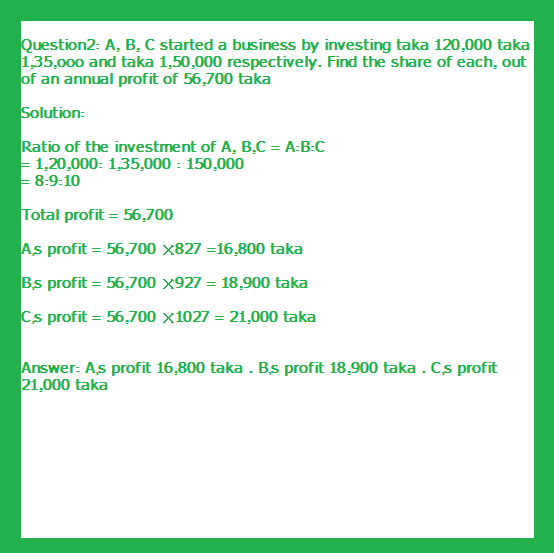 Question2: A, B, C started a business by investing taka 120,000 taka
1,35,ooo and taka 1,50,000 respectively. Find the share of each, out
of an annual profit of 56,700 taka
Solution:
Ratio of the investment of A, B,C = A:B:C
= 1,20,000: 1,35,000 : 150,000
= 8:9:10
Total profit = 56,700
A,s profit = 56,700 ×827 =16,800 taka
B,s profit = 56,700 ×927 = 18,900 taka
C,s profit = 56,700 ×1027 = 21,000 taka
Answer: A,s profit 16,800 taka . B,s profit 18,900 taka . C,s profit
21,000 taka